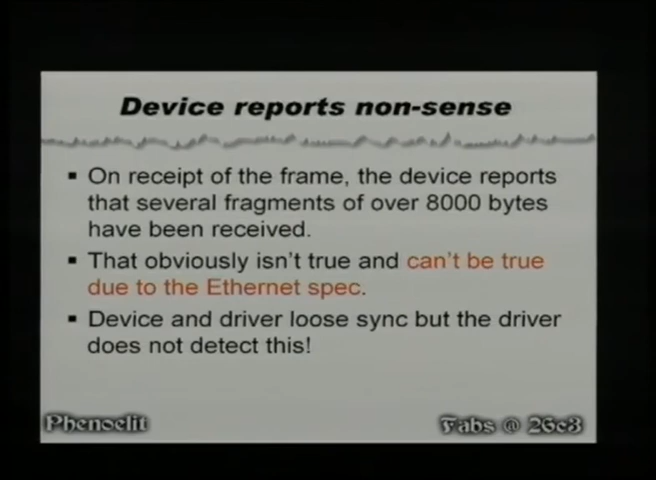 Device reports non-sense
▪ On receipt of the frame, the device reports
that several fragments of over 8000 bytes
have been received.
▪ That obviously isn't true and can't be true
due to the Ethernet spec.
▪ Device and driver loose sync but the driver
does not detect this!
Phenoelit
Fabs @ 26c3